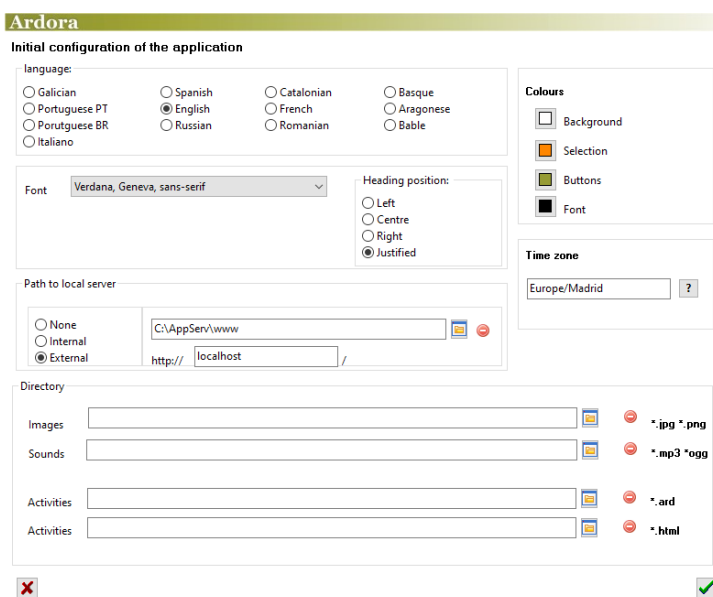 Ardora
Initial configuration of the application
language:
Galician
Spanish
Catalonian
Basque
Portuguese PT
English
French
Aragonese
Porutguese BR
Russian
Romanian
Bable
Italiano
Font
Verdana, Geneva, sans-serif
Heading position:
Left
Centre
Right
Justified
Colours
Background
Selection
Buttons
Font
Time zone
Europe/Madrid
?
Path to local server
None
Internal
External
C:\AppServ\www
http://
localhost
/
Directory
Images
*.jpg *.png
Sounds
*.mp3 *ogg
Activities
*.ard
Activities
*.html